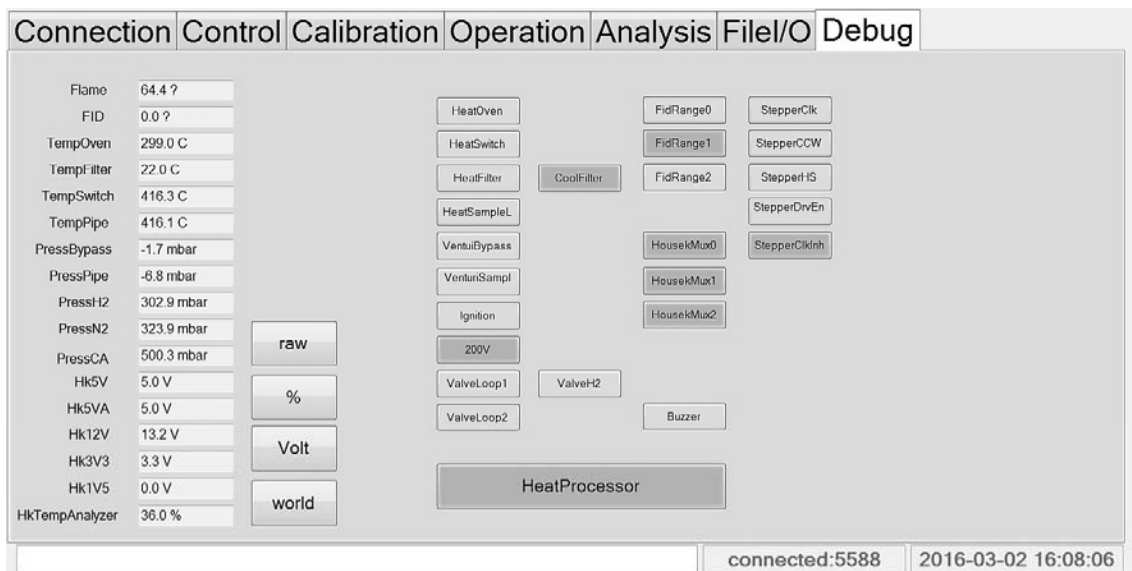 Connection Control Calibration Operation Analysis FileI/O Debug
Flame 64.4 ?
FID 0.0 ?
TempOven 299.0 C
TempFilter 22.0 C
TempSwitch 416.3 C
TempPipe 416.1 C
PressBypass -1.7 mbar
PressPipe -6.8 mbar
PressH2 302.9 mbar
PressN2 323.9 mbar
PressCA 500.3 mbar
Hk5V 5.0 V
Hk5VA 5.0 V
Hk12V 13.2 V
Hk3V3 3.3 V
Hk1V5 0.0 V
HkTempAnalyzer 36.0 %
raw
%
Volt
world
HeatOven FidRange0 StepperClk
HeatSwitch FidRange1 StepperCCW
HeatFilter CoolFilter FidRange2 StepperHS
HeatSampleL StepperDrvEn
VentuiBypass HousekMux0 StepperClkInh
VenturiSampl HousekMux1
Ignition HousekMux2
200V
ValveLoop1 ValveH2
ValveLoop2 Buzzer
HeatProcessor
connected:5588 2016-03-02 16:08:06